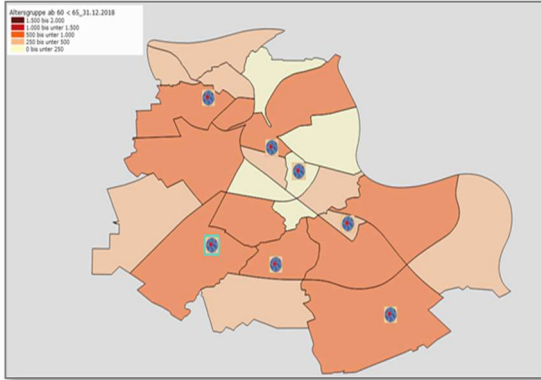 Altersgruppe ab 60 < 65_31.12.2018
1.500 bis 2.000
1.000 bis unter 1.500
500 bis unter 1.000
250 bis unter 500
0 bis unter 250